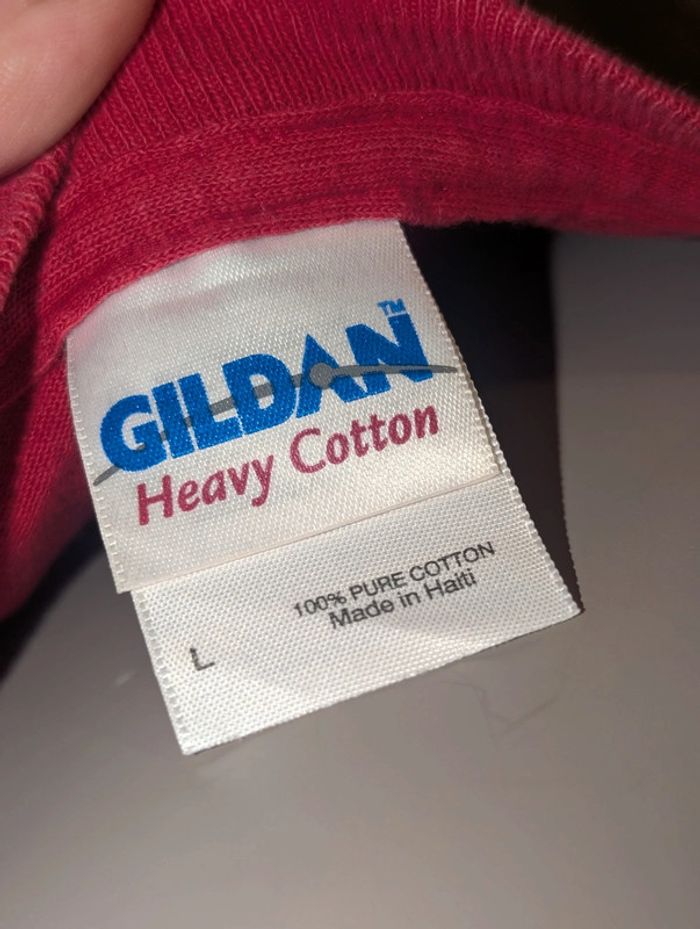 GILDAN™
Heavy Cotton
100% PURE COTTON
Made in Haiti
L